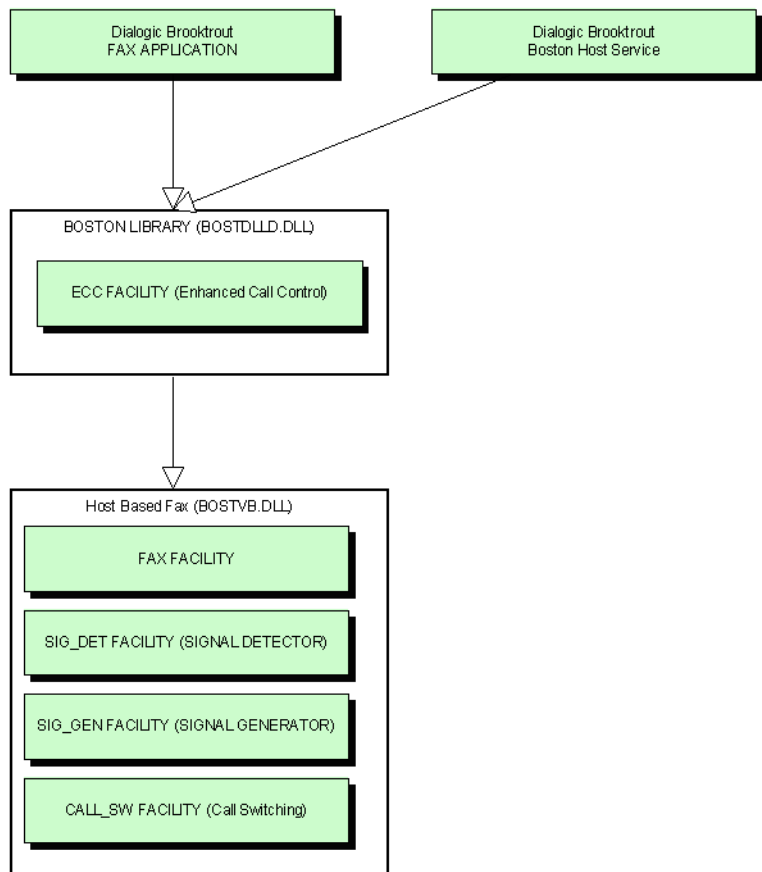 Dialogic Brooktrout
FAX APPLICATION
Dialogic Brooktrout
Boston Host Service
BOSTON LIBRARY (BOSTDLLD.DLL)
ECC FACILITY (Enhanced Call Control)
Host Based Fax (BOSTVB.DLL)
FAX FACILITY
SIG_DET FACILITY (SIGNAL DETECTOR)
SIG_GEN FACILITY (SIGNAL GENERATOR)
CALL_SW FACILITY (Call Switching)